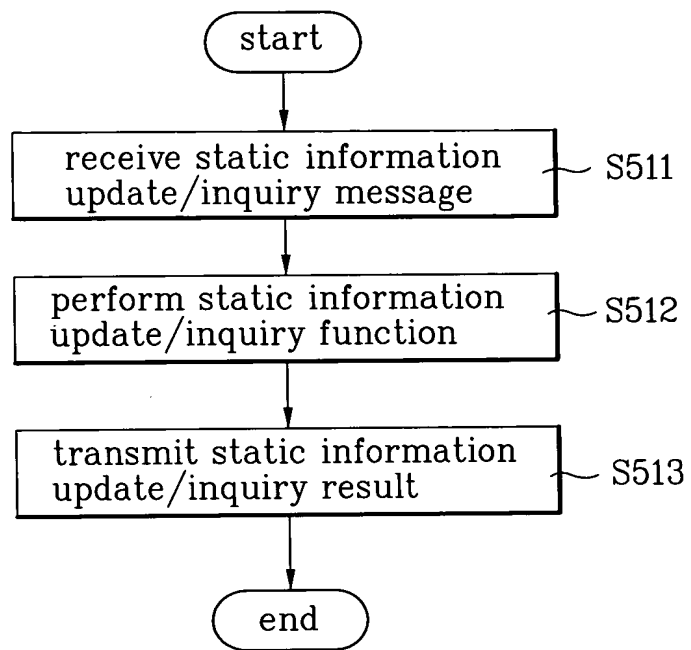 start
receive static information
update/inquiry message
S511
perform static information
update/inquiry function
S512
transmit static information
update/inquiry result
S513
end